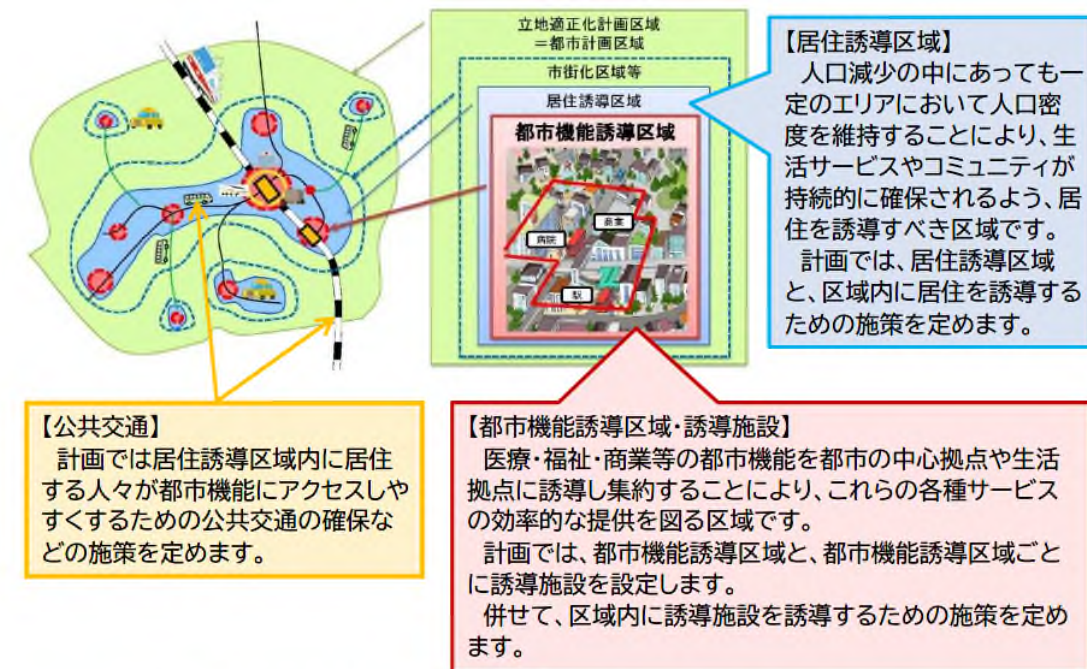 立地適正化計画区域
＝都市計画区域
市街化区域等
居住誘導区域
都市機能誘導区域
商業
病院
駅
【居住誘導区域】
人口減少の中にあっても一
定のエリアにおいて人口密
度を維持することにより、生
活サービスやコミュニティが
持続的に確保されるよう、居
住を誘導すべき区域です。
計画では、居住誘導区域
と、区域内に居住を誘導する
ための施策を定めます。
【公共交通】
計画では居住誘導区域内に居住
する人々が都市機能にアクセスしや
すくするための公共交通の確保な
どの施策を定めます。
【都市機能誘導区域・誘導施設】
医療・福祉・商業等の都市機能を都市の中心拠点や生活
拠点に誘導し集約することにより、これらの各種サービス
の効率的な提供を図る区域です。
計画では、都市機能誘導区域と、都市機能誘導区域ごと
に誘導施設を設定します。
併せて、区域内に誘導施設を誘導するための施策を定め
ます。